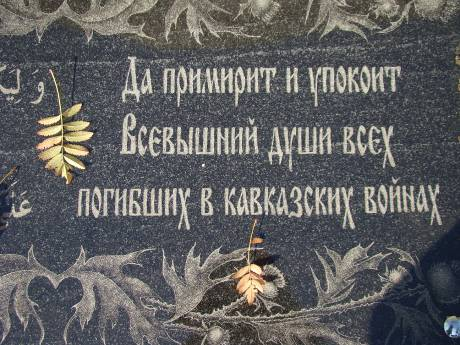 Да примирит и упокоит
Всевышний души всех
погибших в кавказских войнах